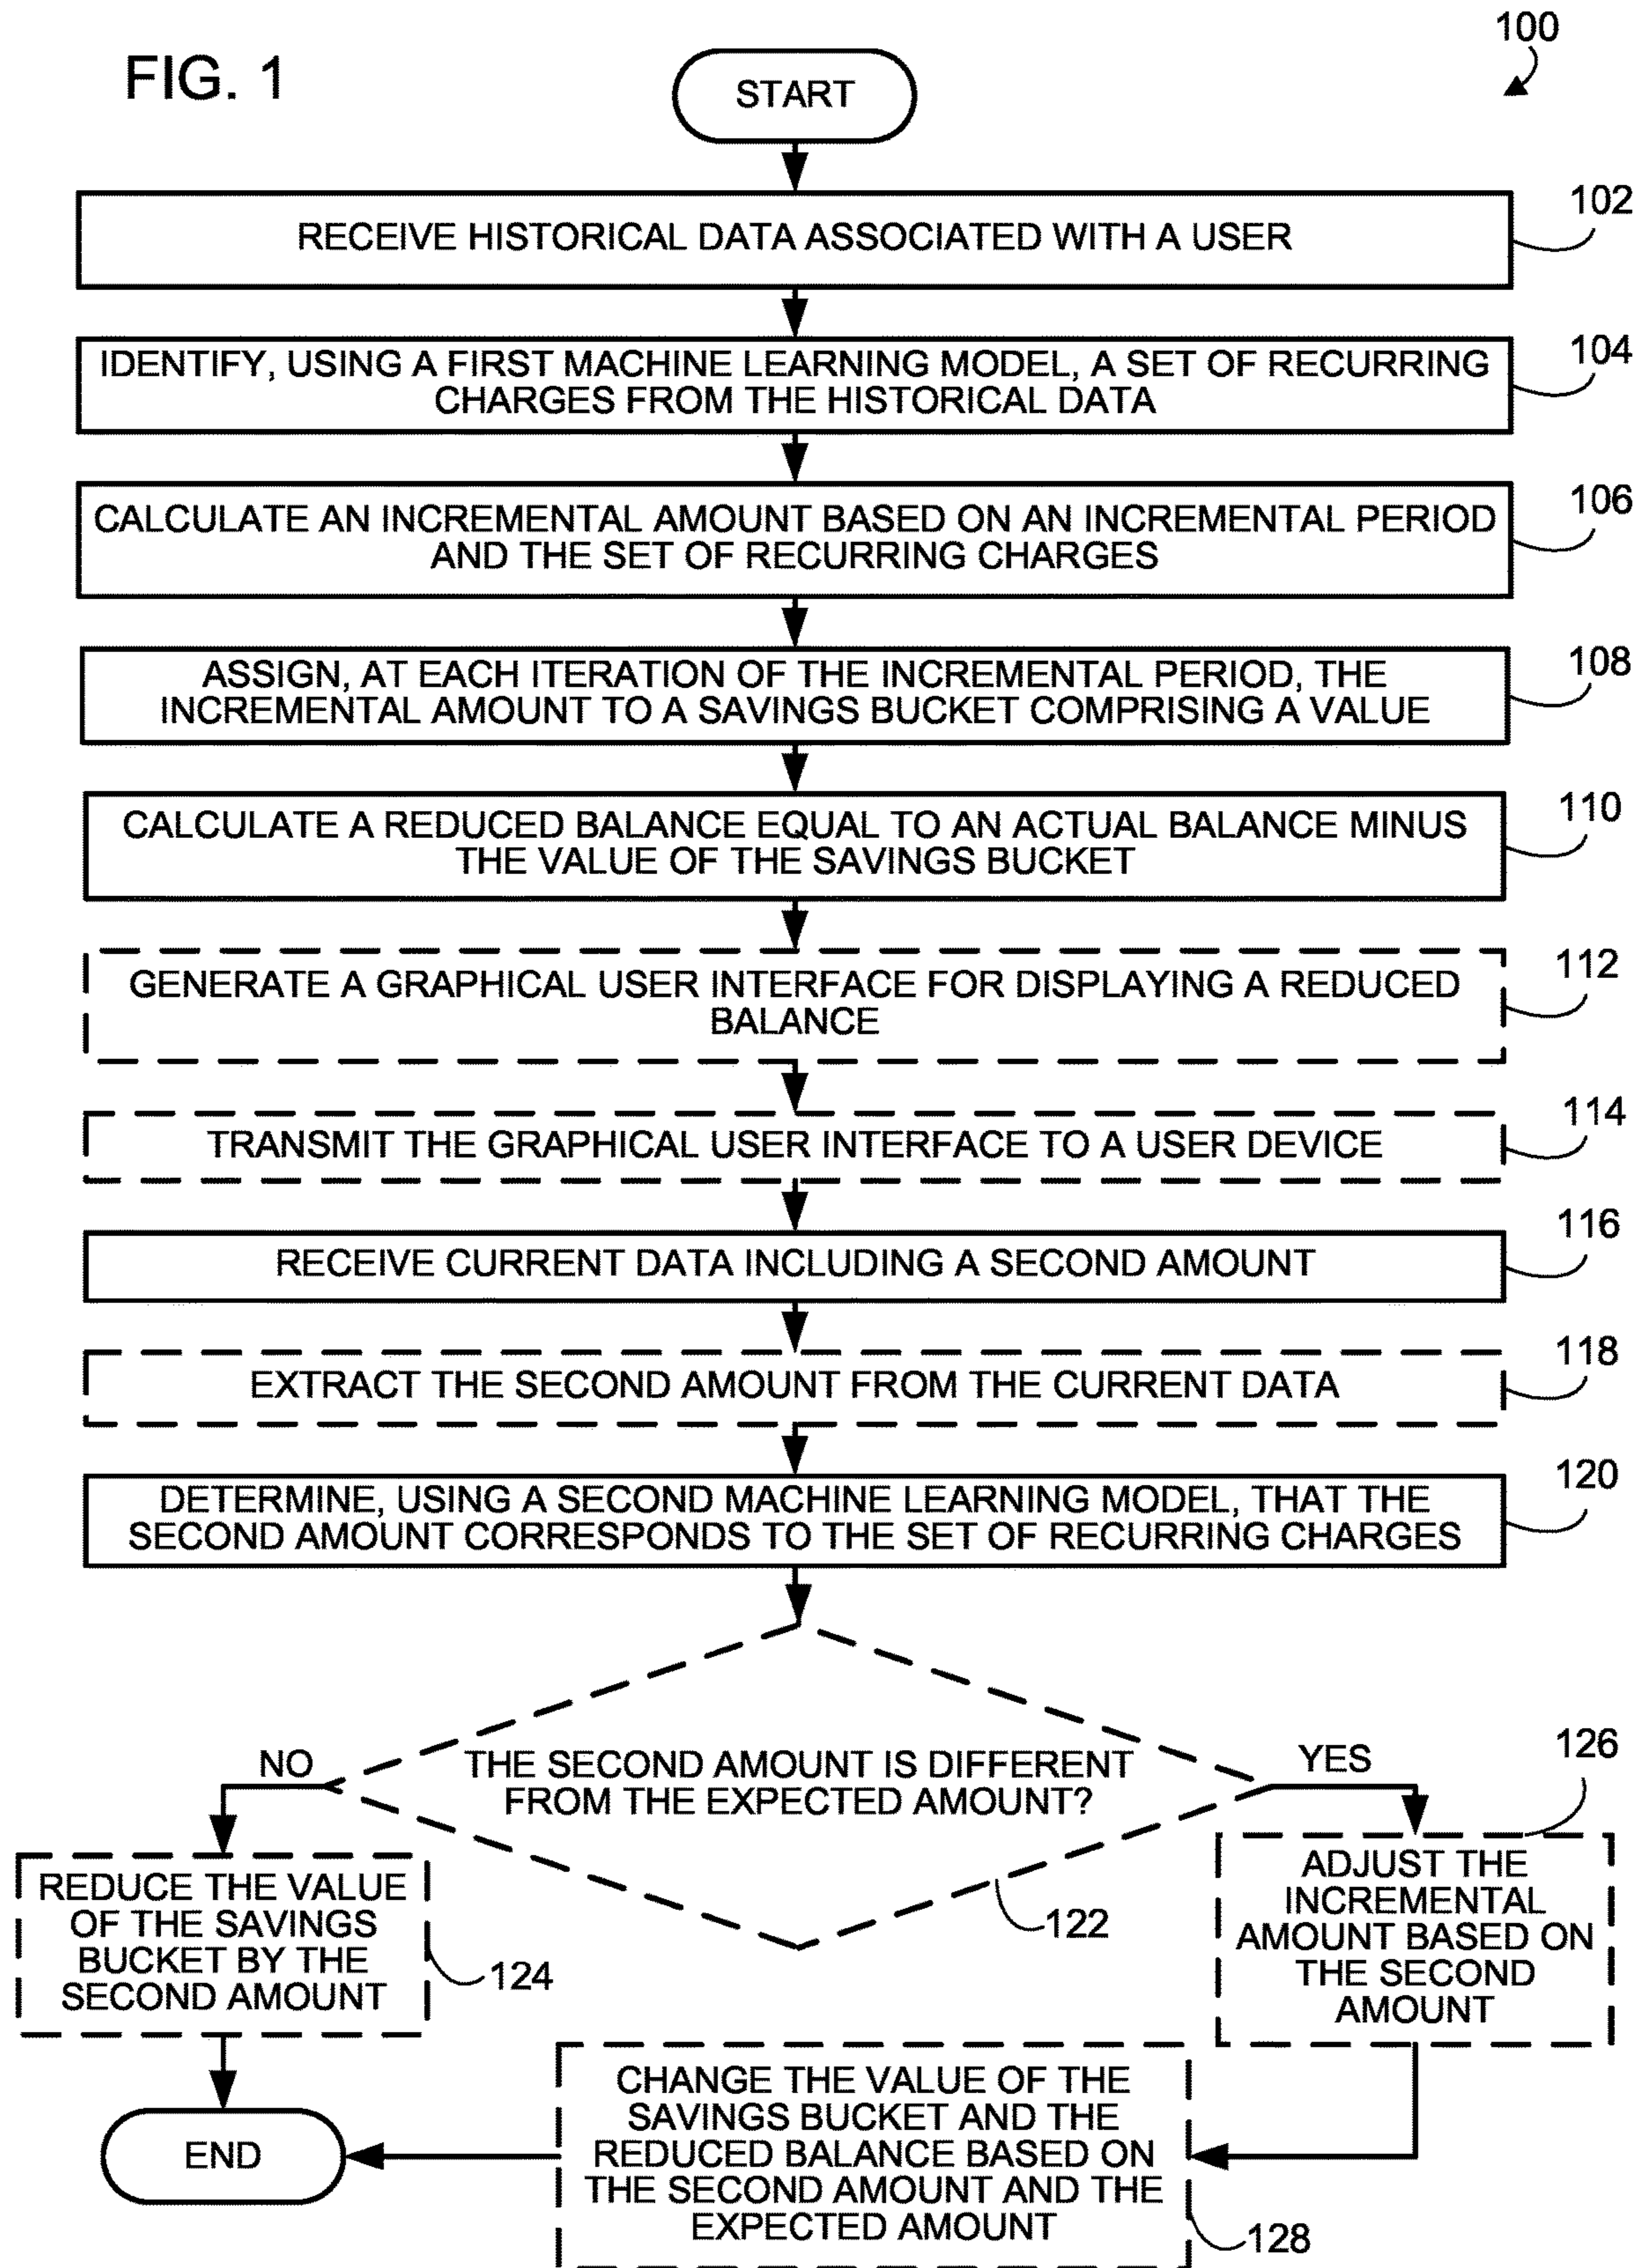 FIG. 1
100
START
RECEIVE HISTORICAL DATA ASSOCIATED WITH A USER
102
IDENTIFY, USING A FIRST MACHINE LEARNING MODEL, A SET OF RECURRING
CHARGES FROM THE HISTORICAL DATA
104
CALCULATE AN INCREMENTAL AMOUNT BASED ON AN INCREMENTAL PERIOD
AND THE SET OF RECURRING CHARGES
106
ASSIGN, AT EACH ITERATION OF THE INCREMENTAL PERIOD, THE
INCREMENTAL AMOUNT TO A SAVINGS BUCKET COMPRISING A VALUE
108
CALCULATE A REDUCED BALANCE EQUAL TO AN ACTUAL BALANCE MINUS
THE VALUE OF THE SAVINGS BUCKET
110
GENERATE A GRAPHICAL USER INTERFACE FOR DISPLAYING A REDUCED
BALANCE
112
TRANSMIT THE GRAPHICAL USER INTERFACE TO A USER DEVICE
114
RECEIVE CURRENT DATA INCLUDING A SECOND AMOUNT
116
EXTRACT THE SECOND AMOUNT FROM THE CURRENT DATA
118
DETERMINE, USING A SECOND MACHINE LEARNING MODEL, THAT THE
SECOND AMOUNT CORRESPONDS TO THE SET OF RECURRING CHARGES
120
THE SECOND AMOUNT IS DIFFERENT
FROM THE EXPECTED AMOUNT?
122
NO
YES
REDUCE THE VALUE
OF THE SAVINGS
BUCKET BY THE
SECOND AMOUNT
124
126
ADJUST THE
INCREMENTAL
AMOUNT BASED ON
THE SECOND
AMOUNT
CHANGE THE VALUE OF THE
SAVINGS BUCKET AND THE
REDUCED BALANCE BASED ON
THE SECOND AMOUNT AND THE
EXPECTED AMOUNT
128
END